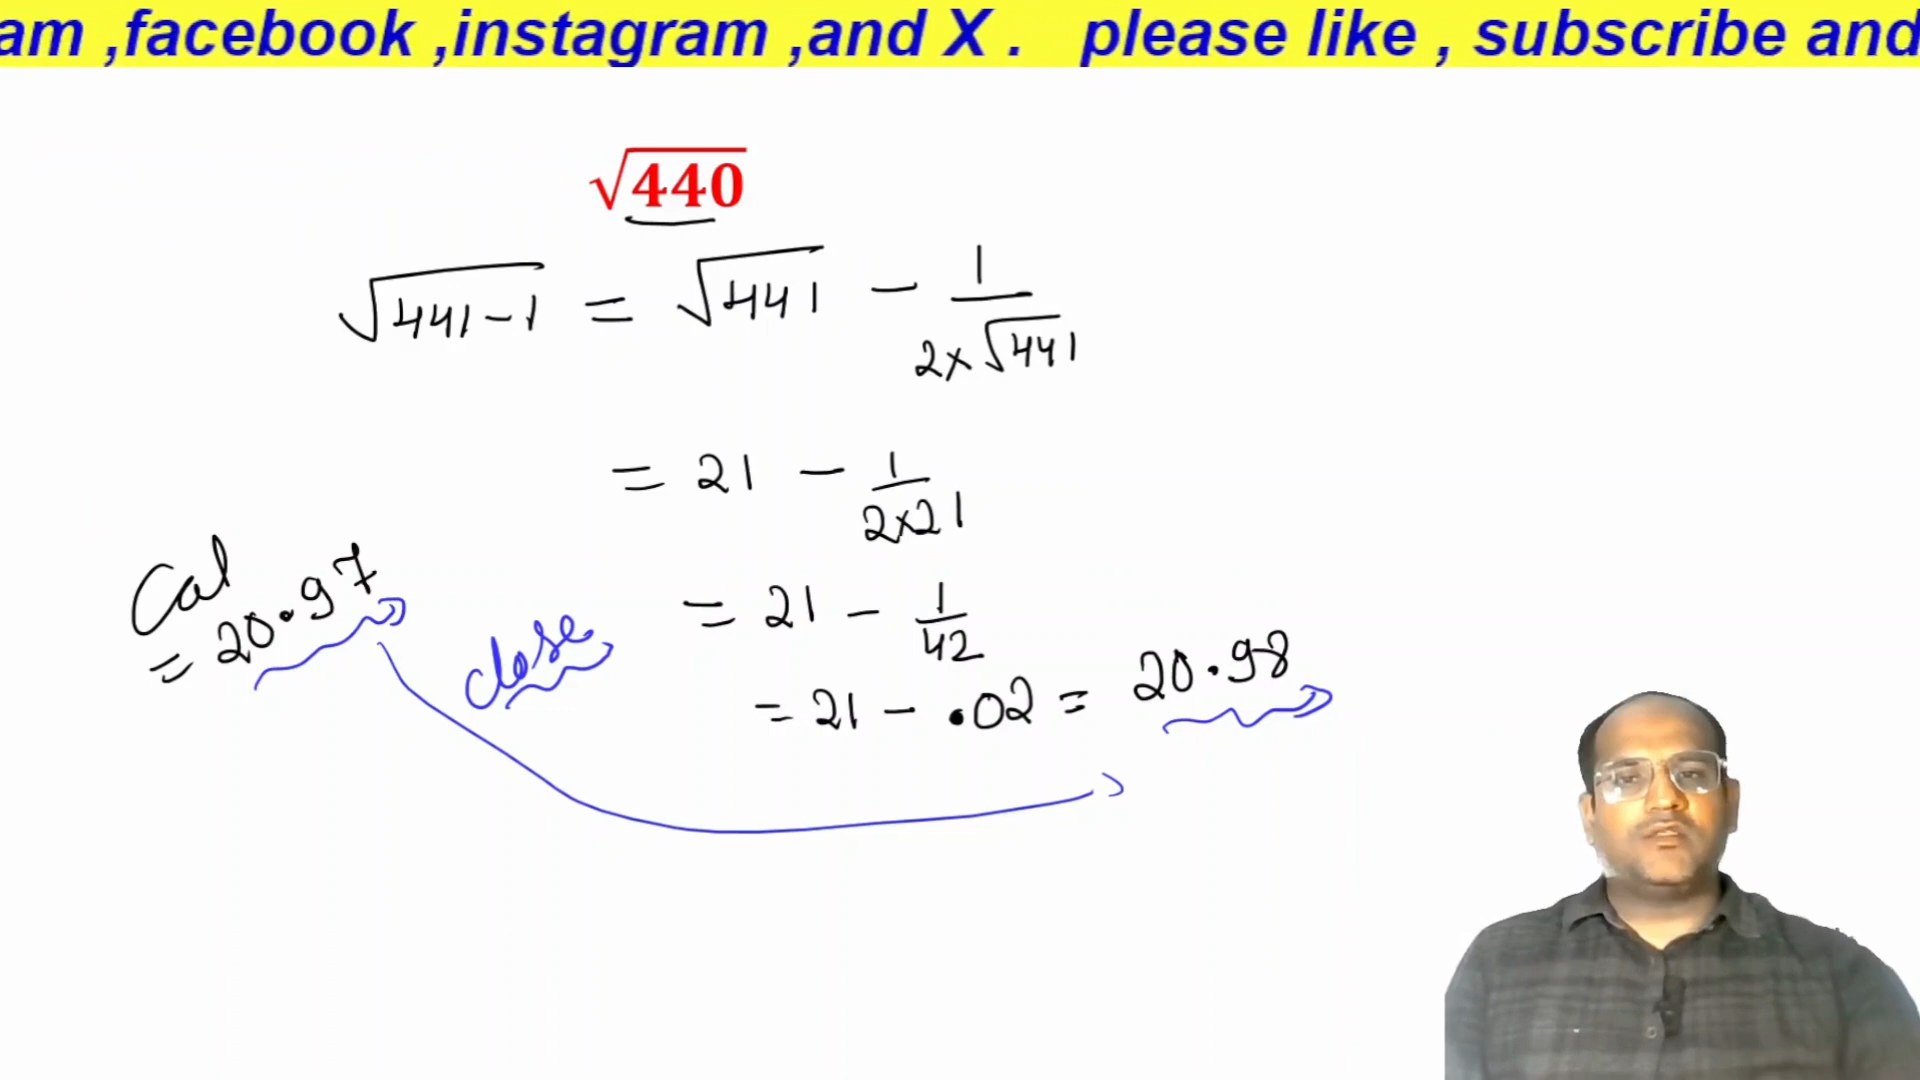 am ,facebook ,instagram ,and X . please like , subscribe and
√440
√441-1 = √441 - 1/2×√441
= 21 - 1/2×21
= 21 - 1/42
= 21 - .02 = 20.98
Cal
= 20.97
close